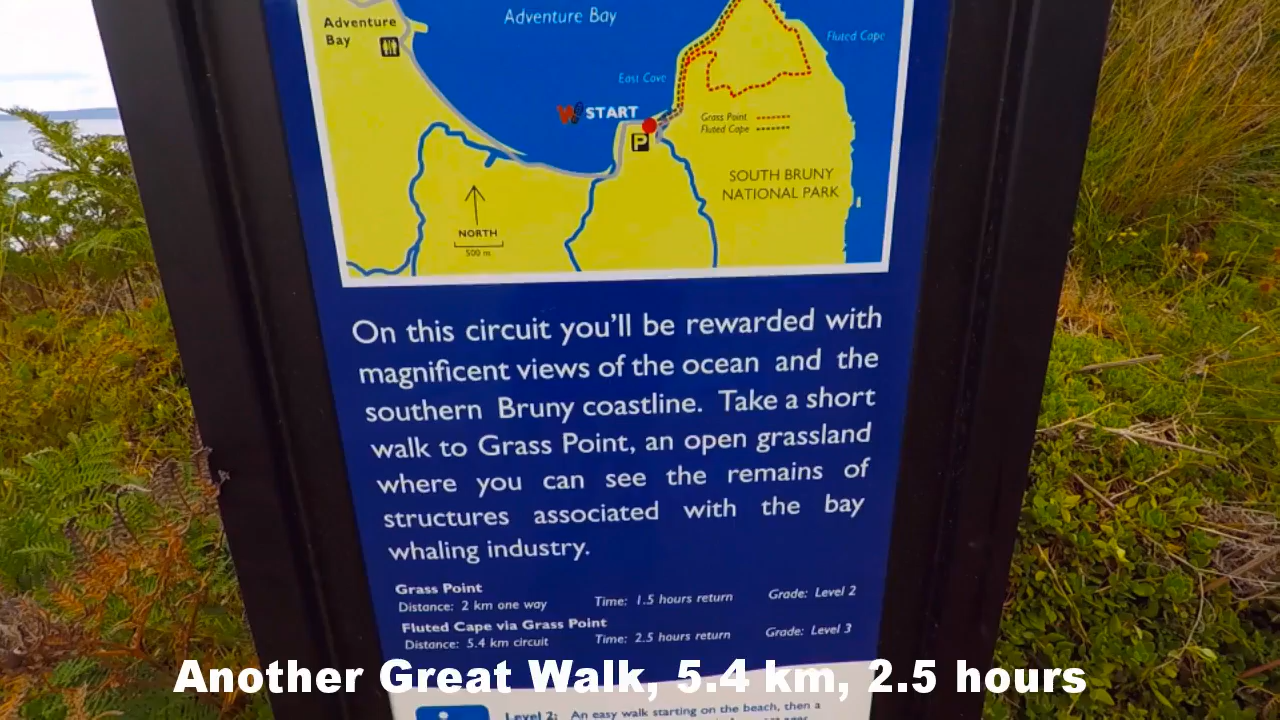 Adventure Bay
Adventure
Bay
Fluted Cape
East Cove
START
P
Grass Point
Fluted Cape
SOUTH BRUNY
NATIONAL PARK
NORTH
500 m
On this circuit you'll be rewarded with
magnificent views of the ocean and the
southern Bruny coastline. Take a short
walk to Grass Point, an open grassland
where you can see the remains of
structures associated with the bay
whaling industry.
Grass Point
Distance: 2 km one way Time: 1.5 hours return Grade: Level 2
Fluted Cape via Grass Point
Distance: 5.4 km circuit Time: 2.5 hours return Grade: Level 3
Another Great Walk, 5.4 km, 2.5 hours
Level 2: An easy walk starting on the beach, then a